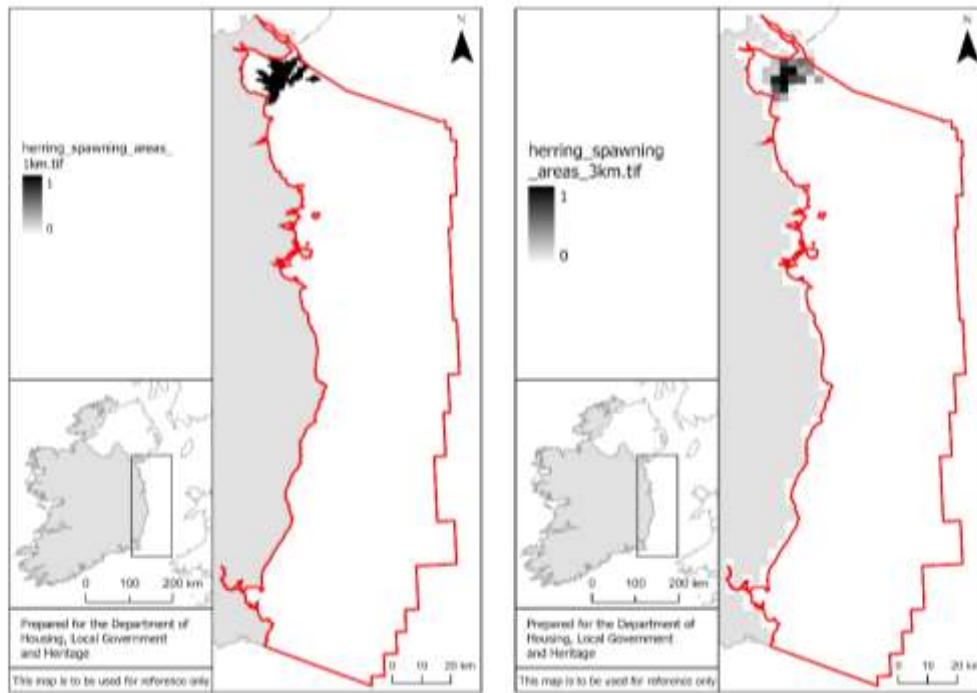 N
herring_spawning_areas_
1km.tif
1
0
0 100 200 km
Prepared for the Department of
Housing, Local Government
and Heritage
This map is to be used for reference only
0 10 20 km
N
herring_spawning
_areas_3km.tif
1
0
0 100 200 km
Prepared for the Department of
Housing, Local Government
and Heritage
This map is to be used for reference only
0 10 20 km